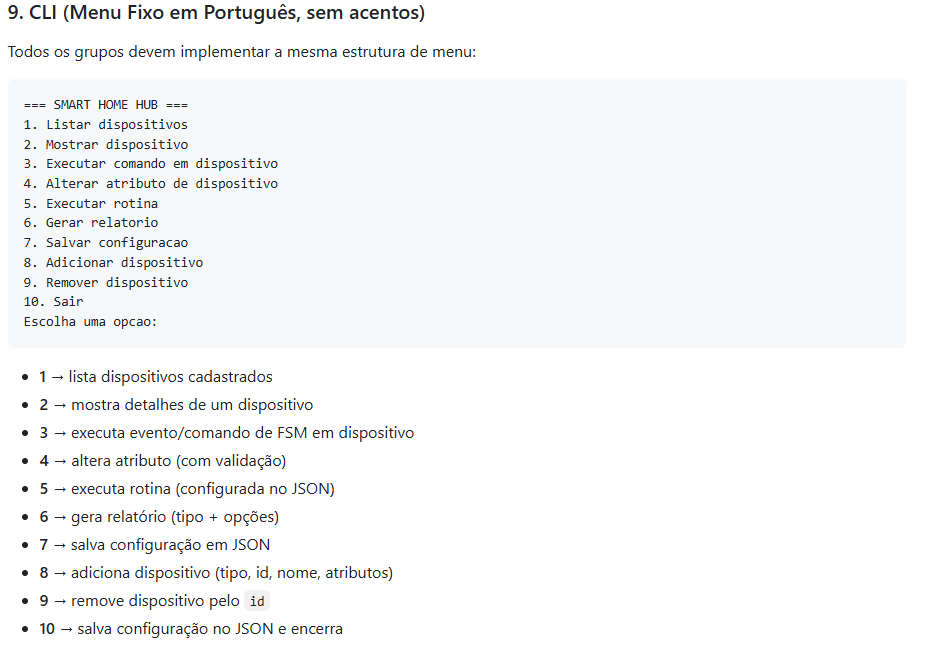 9. CLI (Menu Fixo em Português, sem acentos)
Todos os grupos devem implementar a mesma estrutura de menu:
=== SMART HOME HUB ===
1. Listar dispositivos
2. Mostrar dispositivo
3. Executar comando em dispositivo
4. Alterar atributo de dispositivo
5. Executar rotina
6. Gerar relatorio
7. Salvar configuracao
8. Adicionar dispositivo
9. Remover dispositivo
10. Sair
Escolha uma opcao:
• 1 → lista dispositivos cadastrados
• 2 → mostra detalhes de um dispositivo
• 3 → executa evento/comando de FSM em dispositivo
• 4 → altera atributo (com validação)
• 5 → executa rotina (configurada no JSON)
• 6 → gera relatório (tipo + opções)
• 7 → salva configuração em JSON
• 8 → adiciona dispositivo (tipo, id, nome, atributos)
• 9 → remove dispositivo pelo id
• 10 → salva configuração no JSON e encerra